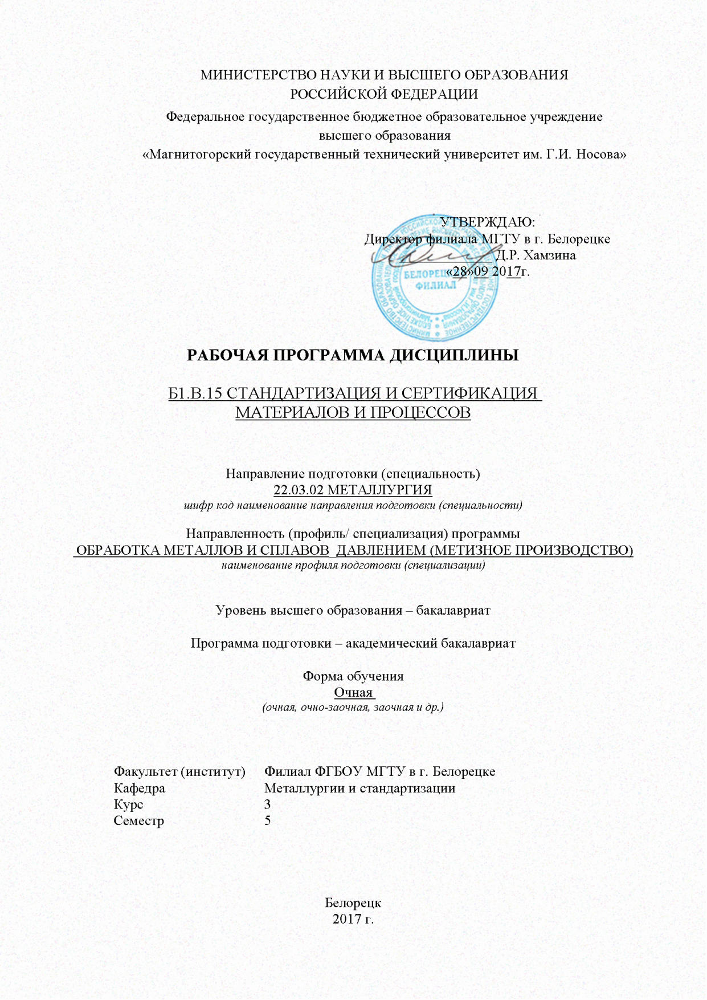 МИНИСТЕРСТВО НАУКИ И ВЫСШЕГО ОБРАЗОВАНИЯ
РОССИЙСКОЙ ФЕДЕРАЦИИ
Федеральное государственное бюджетное образовательное учреждение
высшего образования
«Магнитогорский государственный технический университет им. Г.И. Носова»
УТВЕРЖДАЮ:
Директор филиала МГТУ в г. Белорецке
Д.Р. Хамзина
«28»09 2017г.
БЕЛОРЕЦКИЙ
ФИЛИАЛ
РАБОЧАЯ ПРОГРАММА ДИСЦИПЛИНЫ
Б1.В.15 СТАНДАРТИЗАЦИЯ И СЕРТИФИКАЦИЯ
МАТЕРИАЛОВ И ПРОЦЕССОВ
Направление подготовки (специальность)
22.03.02 МЕТАЛЛУРГИЯ
шифр код наименование направления подготовки (специальности)
Направленность (профиль/ специализация) программы
ОБРАБОТКА МЕТАЛЛОВ И СПЛАВОВ ДАВЛЕНИЕМ (МЕТИЗНОЕ ПРОИЗВОДСТВО)
наименование профиля подготовки (специализации)
Уровень высшего образования – бакалавриат
Программа подготовки – академический бакалавриат
Форма обучения
Очная
(очная, очно-заочная, заочная и др.)
Факультет (институт) Филиал ФГБОУ МГТУ в г. Белорецке
Кафедра Металлургии и стандартизации
Курс 3
Семестр 5
Белорецк
2017 г.